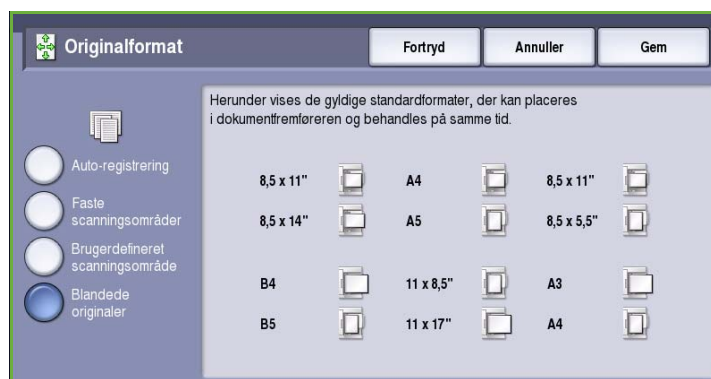 Originalformat
Fortryd
Annuller
Gem
Herunder vises de gyldige standardformater, der kan placeres
i dokumentfremføreren og behandles på samme tid.
Auto-registrering
Faste
scanningsområder
Brugerdefineret
scanningsområde
Blandede
originaler
8,5 x 11" A4 8,5 x 11"
8,5 x 14" A5 8,5 x 5,5"
B4 11 x 8,5" A3
B5 11 x 17" A4